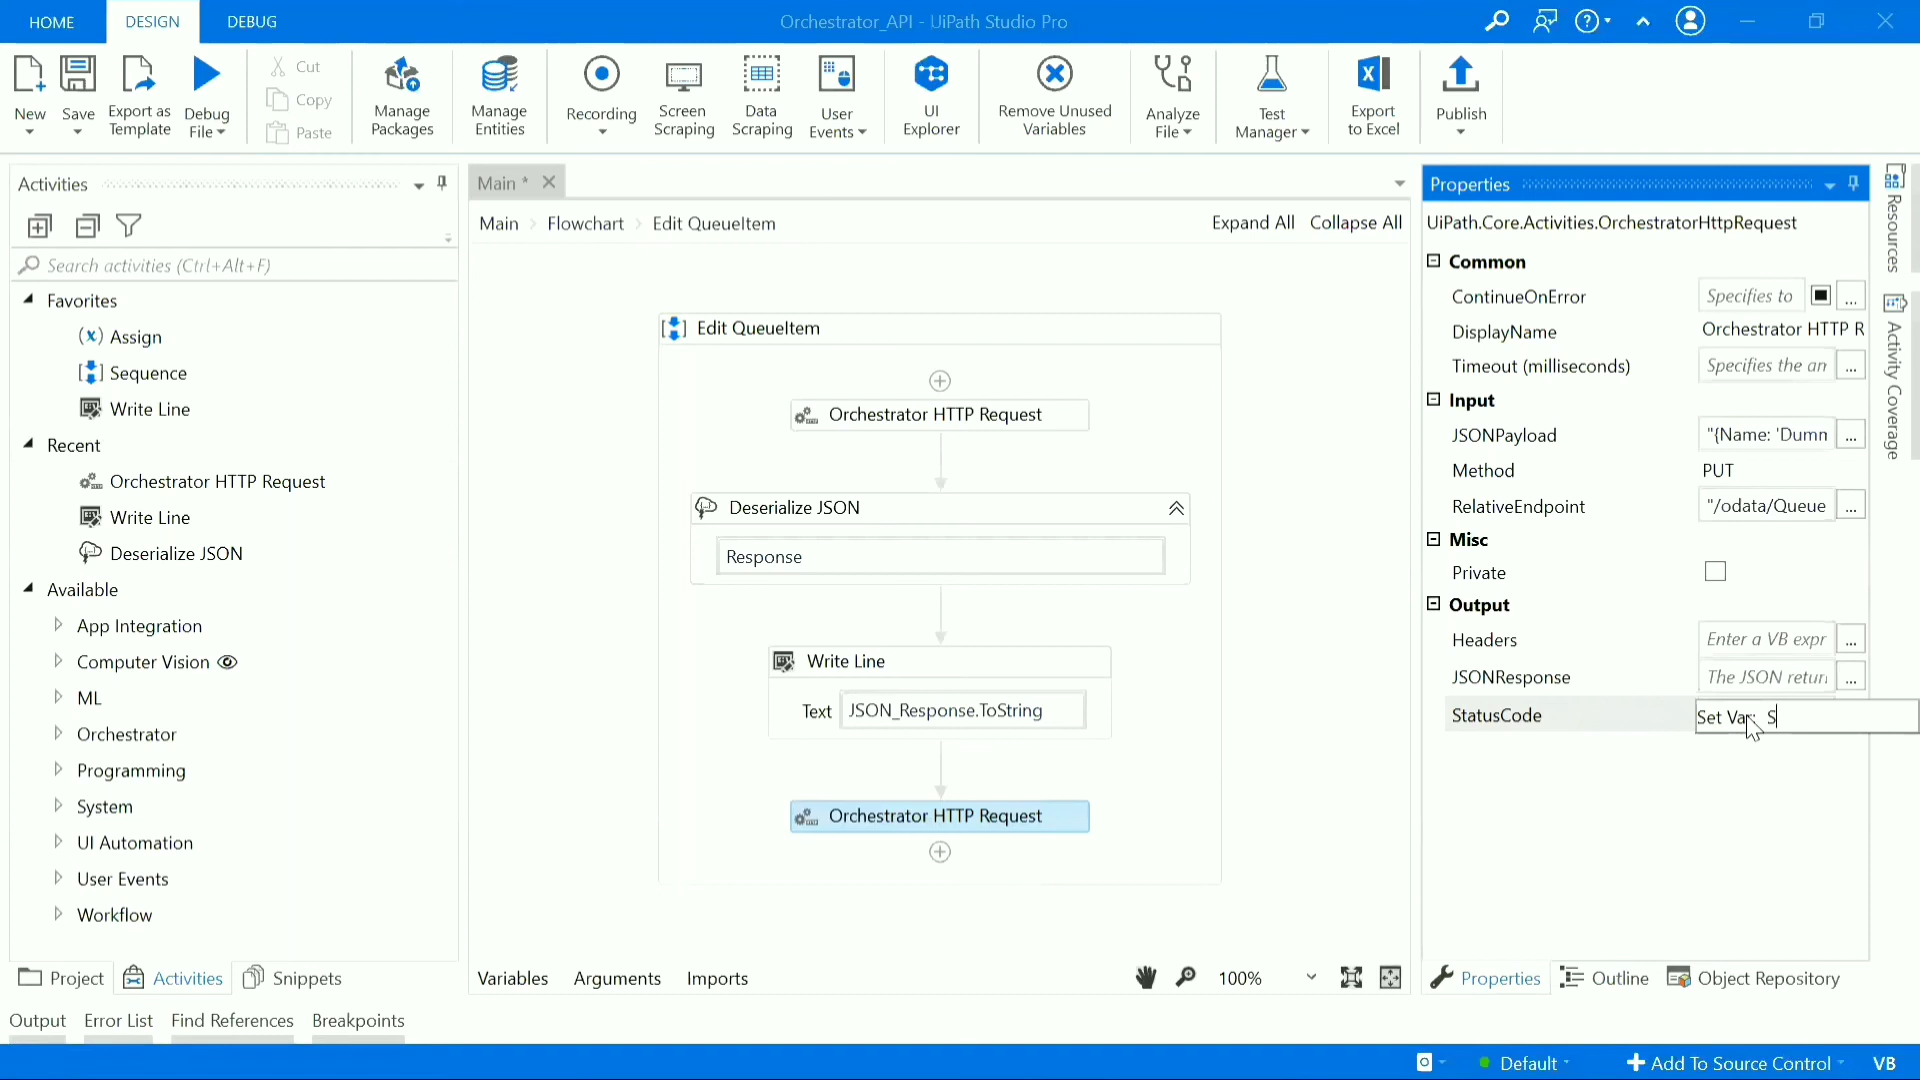 HOME
DESIGN
DEBUG
Orchestrator_API - UiPath Studio Pro
New
Save
Export as Template
Debug File
Cut
Copy
Paste
Manage Packages
Manage Entities
Recording
Screen Scraping
Data Scraping
User Events
UI Explorer
Remove Unused Variables
Analyze File
Test Manager
Export to Excel
Publish
Activities
Search activities (Ctrl+Alt+F)
Favorites
Assign
Sequence
Write Line
Recent
Orchestrator HTTP Request
Write Line
Deserialize JSON
Available
App Integration
Computer Vision
ML
Orchestrator
Programming
System
UI Automation
User Events
Workflow
Project
Activities
Snippets
Main *
Main
Flowchart
Edit QueueItem
Expand All
Collapse All
Edit QueueItem
Orchestrator HTTP Request
Deserialize JSON
Response
Write Line
Text
JSON_Response.ToString
Orchestrator HTTP Request
Variables
Arguments
Imports
100%
Properties
UiPath.Core.Activities.OrchestratorHttpRequest
Common
ContinueOnError
Specifies to
...
DisplayName
Orchestrator HTTP R
Timeout (milliseconds)
Specifies the an
...
Input
JSONPayload
"{Name: 'Dumn
...
Method
PUT
RelativeEndpoint
"/odata/Queue
...
Misc
Private
Output
Headers
Enter a VB expr
...
JSONResponse
The JSON return
...
StatusCode
Set Var: S
Properties
Outline
Object Repository
Resources
Activity Coverage
Output
Error List
Find References
Breakpoints
Default
Add To Source Control
VB